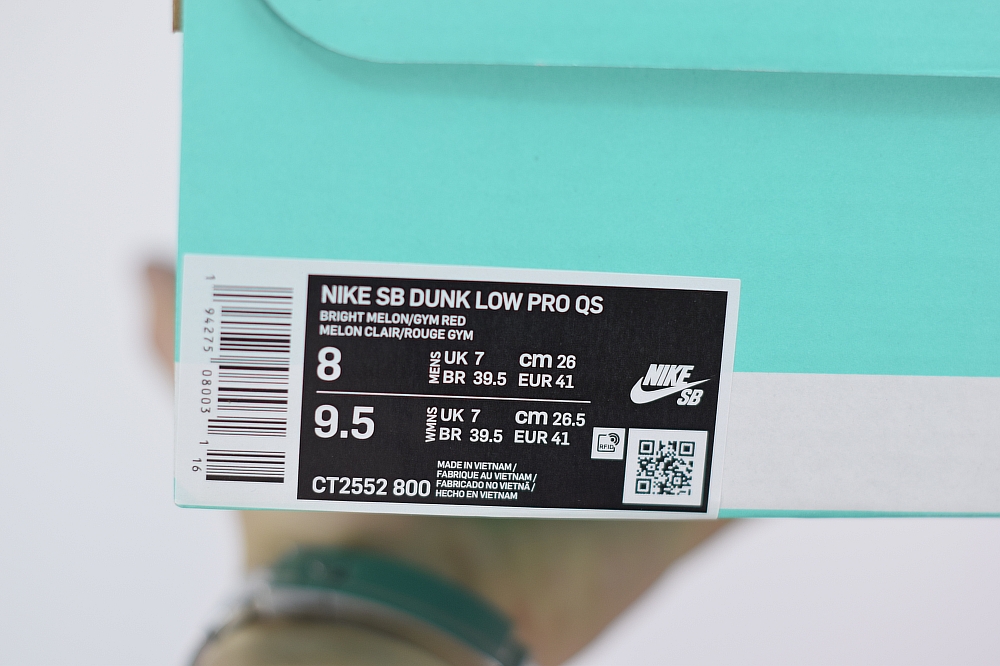 NIKE SB DUNK LOW PRO QS
BRIGHT MELON/GYM RED
MELON CLAIR/ROUGE GYM
8 MENS UK 7 cm 26
BR 39.5 EUR 41
9.5 WMNS UK 7 cm 26.5
BR 39.5 EUR 41
NIKE
SB
RFID
CT2552 800
MADE IN VIETNAM /
FABRIQUE AU VIETNAM /
FABRICADO NO VIETNÃ /
HECHO EN VIETNAM
1 94275 08003 1 16